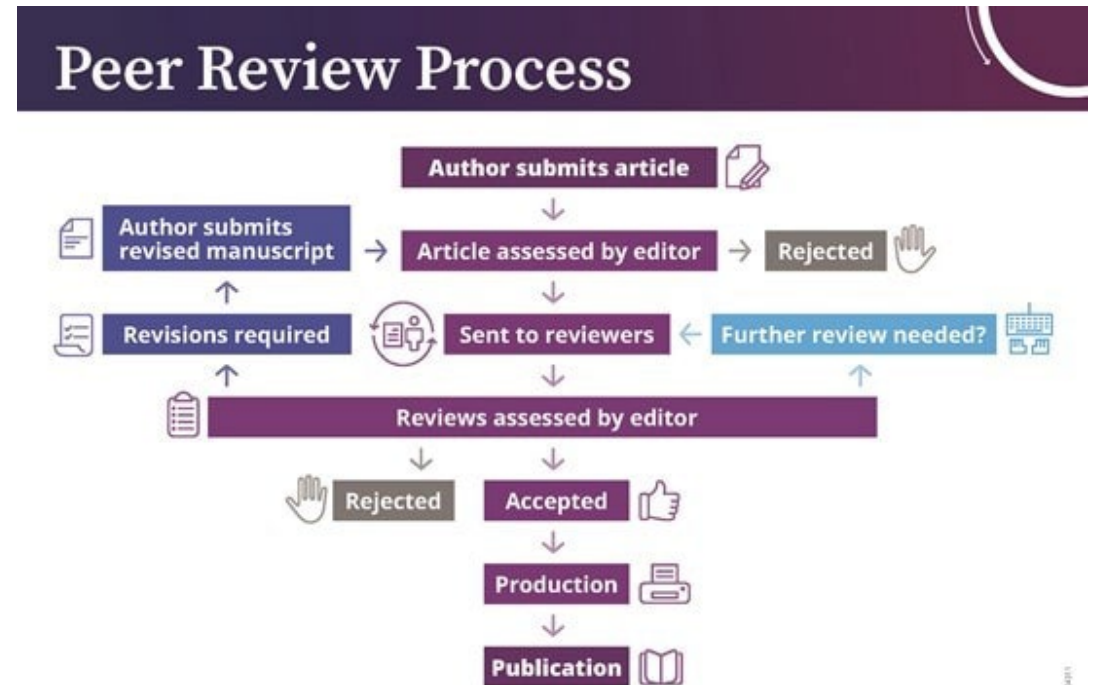 Peer Review Process
Author submits article
Author submits
revised manuscript
Article assessed by editor
Rejected
Revisions required
Sent to reviewers
Further review needed?
Reviews assessed by editor
Rejected
Accepted
Production
Publication